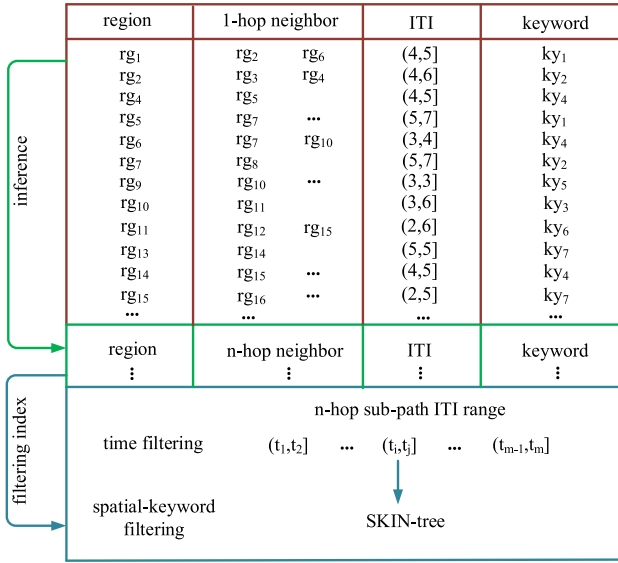 region 1-hop neighbor ITI keyword
rg₁ rg₂ rg₆ (4,5] ky₁
rg₂ rg₃ rg₄ (4,6] ky₂
rg₄ rg₅ (4,5] ky₄
rg₅ rg₇ ... (5,7] ky₁
rg₆ rg₇ rg₁₀ (3,4] ky₄
rg₇ rg₈ (5,7] ky₂
rg₉ rg₁₀ ... (3,3] ky₅
rg₁₀ rg₁₁ (3,6] ky₃
rg₁₁ rg₁₂ rg₁₅ (2,6] ky₆
rg₁₃ rg₁₄ (5,5] ky₇
rg₁₄ rg₁₅ ... (4,5] ky₄
rg₁₅ rg₁₆ ... (2,5] ky₇
... ... ... ...
inference
region n-hop neighbor ITI keyword
⋮ ⋮ ⋮ ⋮
filtering index
n-hop sub-path ITI range
time filtering (t₁,t₂] ... (tᵢ,tⱼ] ... (tₘ₋₁,tₘ]
spatial-keyword
filtering
SKIN-tree